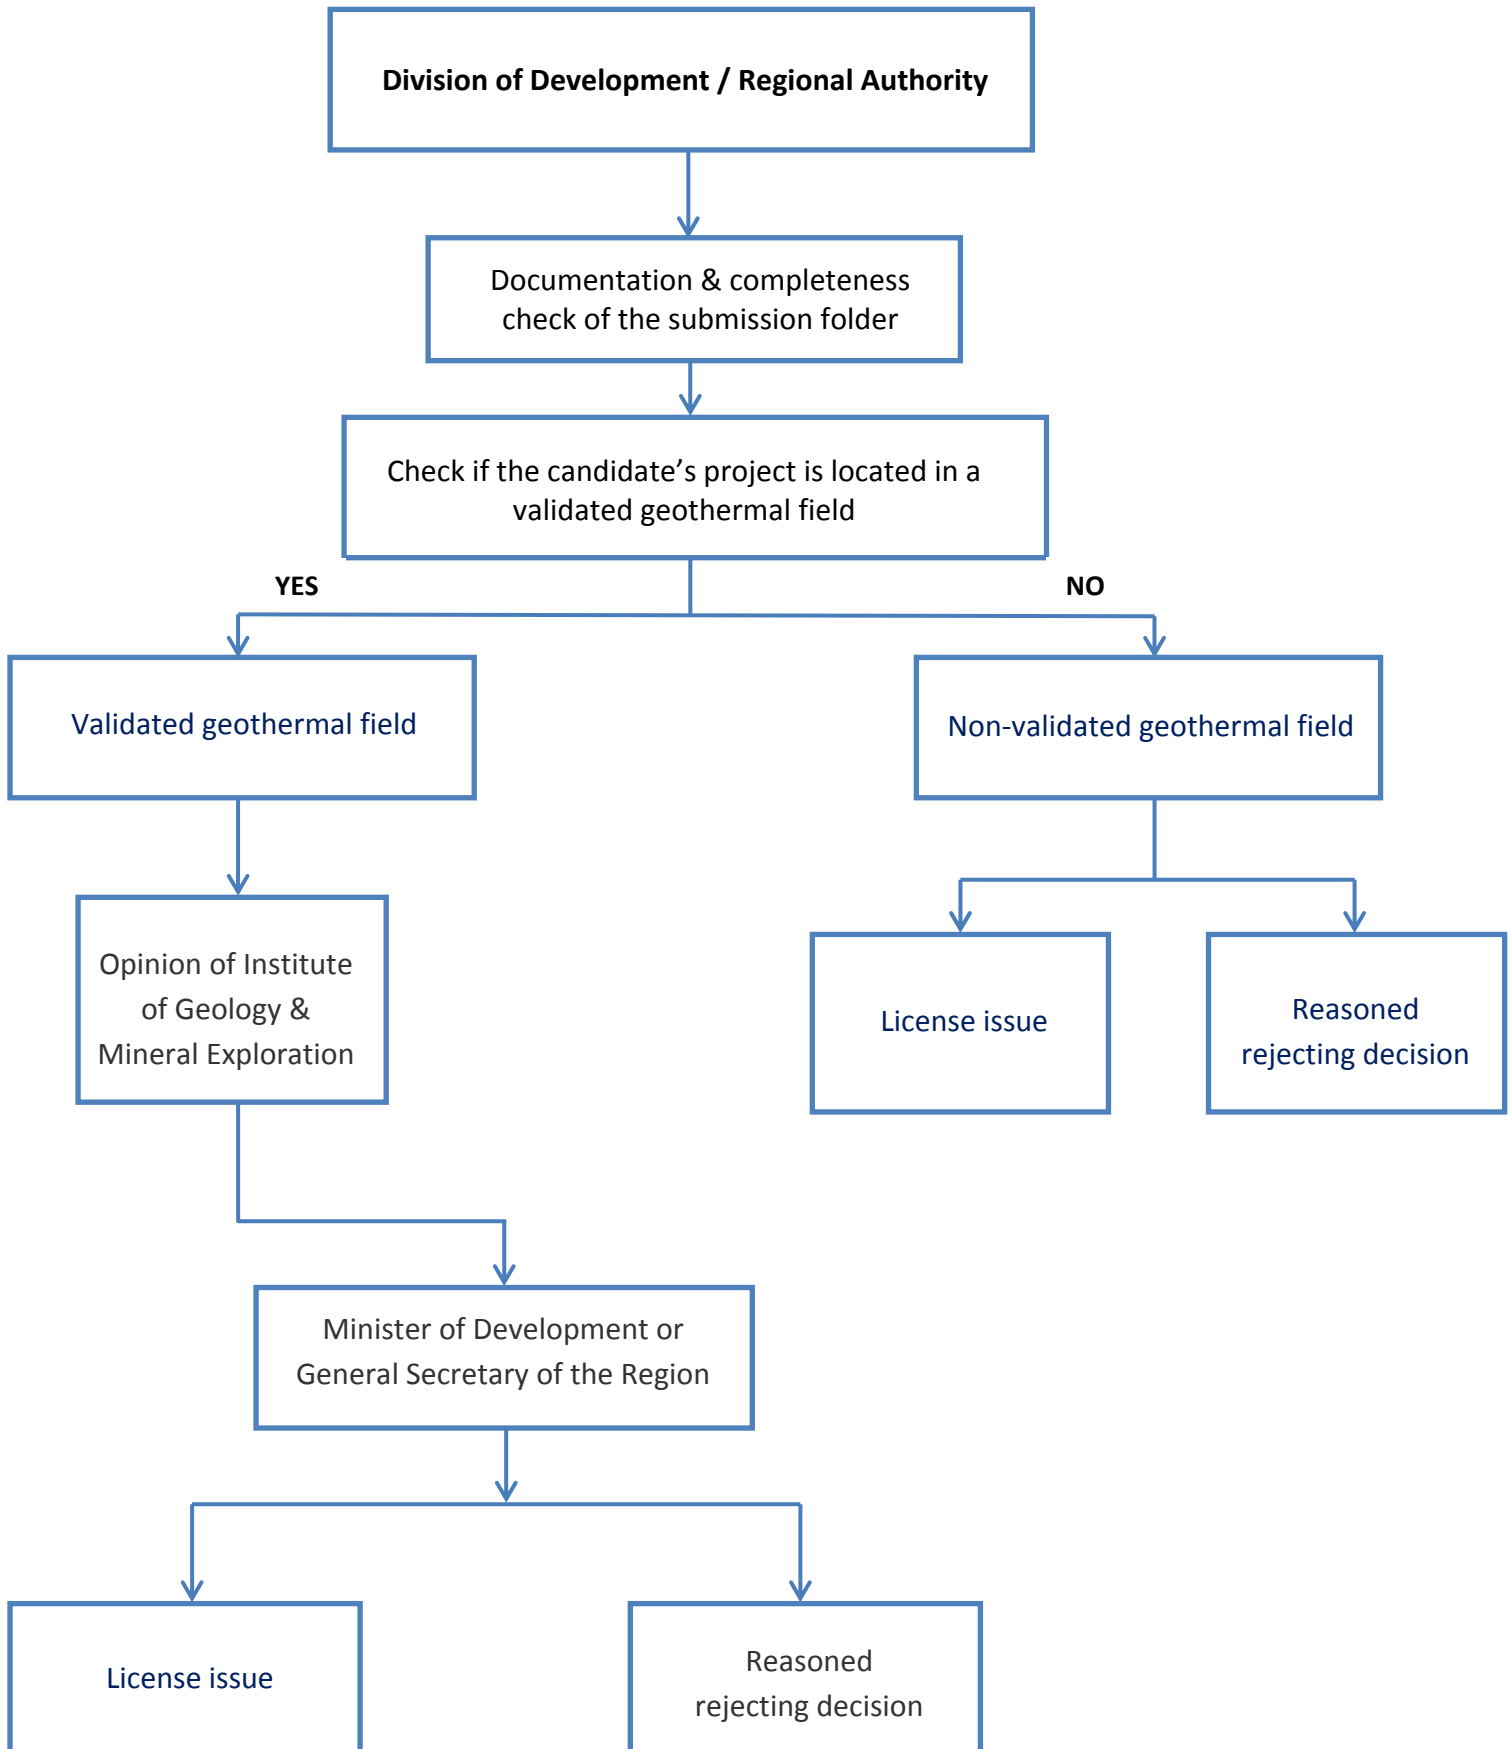 Division of Development / Regional Authority
Documentation & completeness
check of the submission folder
Check if the candidate’s project is located in a
validated geothermal field
YES
NO
Validated geothermal field
Non-validated geothermal field
Opinion of Institute
of Geology &
Mineral Exploration
License issue
Reasoned
rejecting decision
Minister of Development or
General Secretary of the Region
License issue
Reasoned
rejecting decision